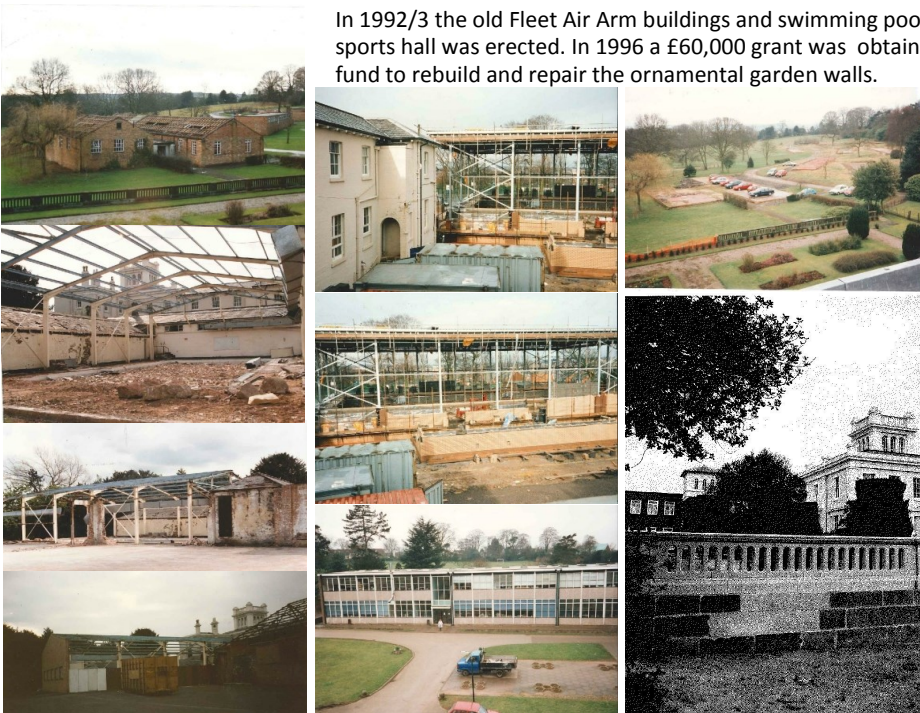 In 1992/3 the old Fleet Air Arm buildings and swimming poo
sports hall was erected. In 1996 a £60,000 grant was obtain
fund to rebuild and repair the ornamental garden walls.